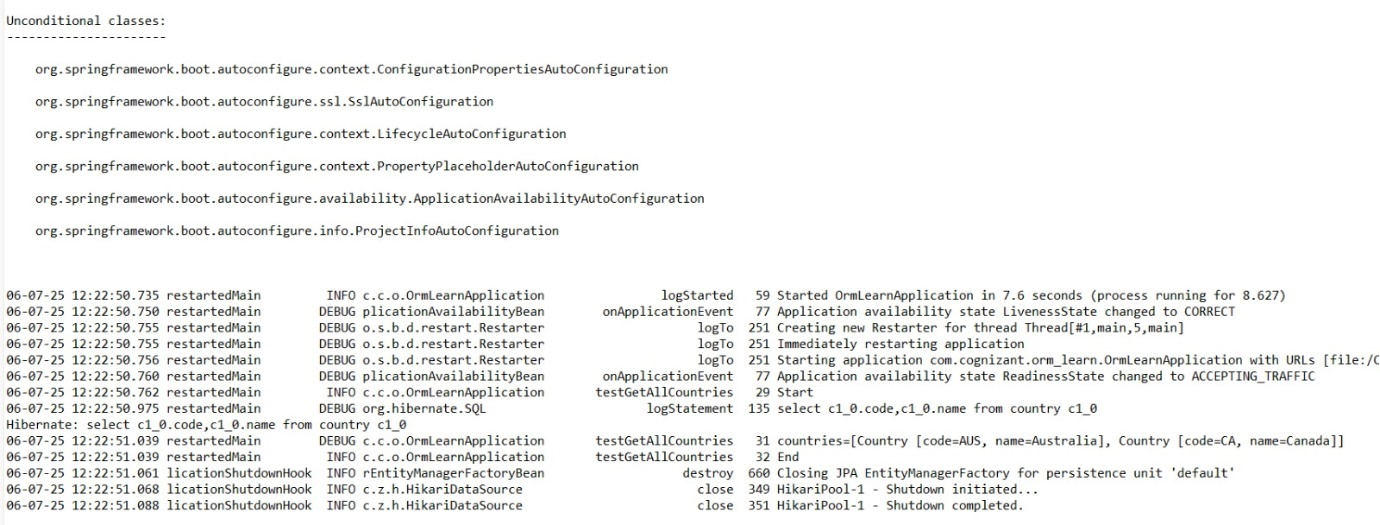 Unconditional classes:
----------------------
org.springframework.boot.autoconfigure.context.ConfigurationPropertiesAutoConfiguration
org.springframework.boot.autoconfigure.ssl.SslAutoConfiguration
org.springframework.boot.autoconfigure.context.LifecycleAutoConfiguration
org.springframework.boot.autoconfigure.context.PropertyPlaceholderAutoConfiguration
org.springframework.boot.autoconfigure.availability.ApplicationAvailabilityAutoConfiguration
org.springframework.boot.autoconfigure.info.ProjectInfoAutoConfiguration
06-07-25 12:22:50.735 restartedMain INFO c.c.o.OrmLearnApplication logStarted 59 Started OrmLearnApplication in 7.6 seconds (process running for 8.627)
06-07-25 12:22:50.750 restartedMain DEBUG plicationAvailabilityBean onApplicationEvent 77 Application availability state LivenessState changed to CORRECT
06-07-25 12:22:50.755 restartedMain DEBUG o.s.b.d.restart.Restarter logTo 251 Creating new Restarter for thread Thread[#1,main,5,main]
06-07-25 12:22:50.755 restartedMain DEBUG o.s.b.d.restart.Restarter logTo 251 Immediately restarting application
06-07-25 12:22:50.756 restartedMain DEBUG o.s.b.d.restart.Restarter logTo 251 Starting application com.cognizant.orm_learn.OrmLearnApplication with URLs [file:/C
06-07-25 12:22:50.760 restartedMain DEBUG plicationAvailabilityBean onApplicationEvent 77 Application availability state ReadinessState changed to ACCEPTING_TRAFFIC
06-07-25 12:22:50.762 restartedMain INFO c.c.o.OrmLearnApplication testGetAllCountries 29 Start
06-07-25 12:22:50.975 restartedMain DEBUG org.hibernate.SQL logStatement 135 select c1_0.code,c1_0.name from country c1_0
Hibernate: select c1_0.code,c1_0.name from country c1_0
06-07-25 12:22:51.039 restartedMain DEBUG c.c.o.OrmLearnApplication testGetAllCountries 31 countries=[Country [code=AUS, name=Australia], Country [code=CA, name=Canada]]
06-07-25 12:22:51.039 restartedMain INFO c.c.o.OrmLearnApplication testGetAllCountries 32 End
06-07-25 12:22:51.061 licationShutdownHook INFO rEntityManagerFactoryBean destroy 660 Closing JPA EntityManagerFactory for persistence unit 'default'
06-07-25 12:22:51.068 licationShutdownHook INFO c.z.h.HikariDataSource close 349 HikariPool-1 - Shutdown initiated...
06-07-25 12:22:51.088 licationShutdownHook INFO c.z.h.HikariDataSource close 351 HikariPool-1 - Shutdown completed.